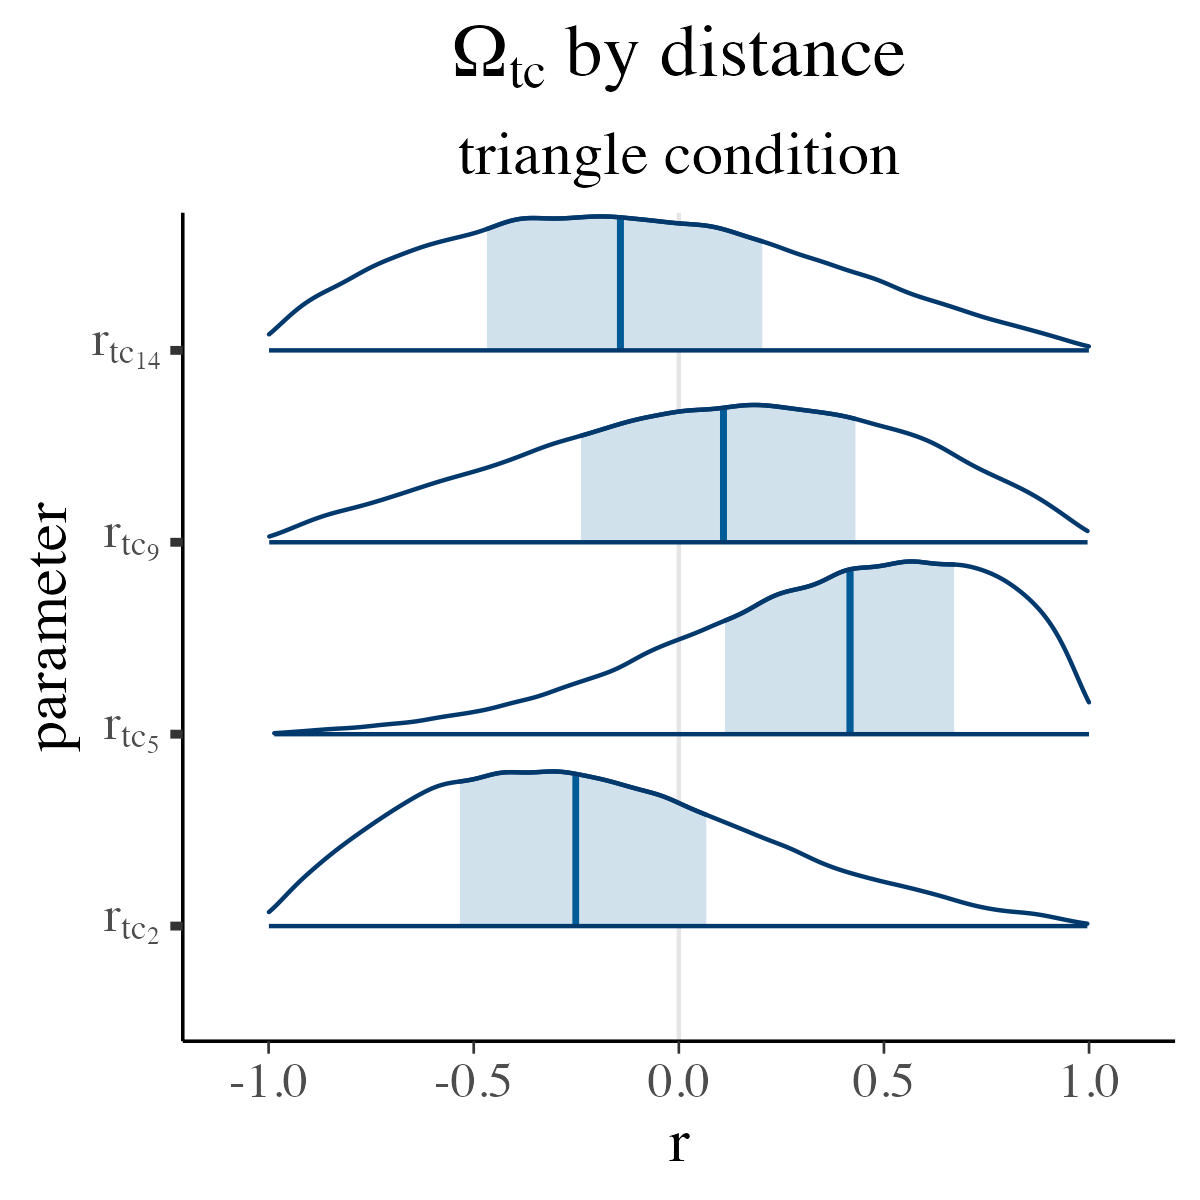 Ωtc by distance
triangle condition
rtc14
rtc9
rtc5
rtc2
parameter
-1.0 -0.5 0.0 0.5 1.0
r